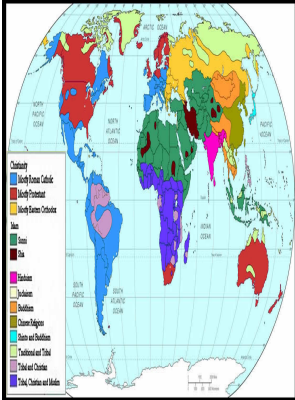 ARCTIC OCEAN
NORTH
PACIFIC
OCEAN
NORTH
ATLANTIC
OCEAN
PACIFIC
OCEAN
INDIAN
OCEAN
SOUTH
PACIFIC
OCEAN
SOUTH
ATLANTIC
OCEAN
Christianity
Mostly Roman Catholic
Mostly Protestant
Mostly Eastern Orthodox
Islam
Sunni
Shia
Hinduism
Judaism
Buddhism
Chinese Religions
Shinto and Buddhism
Traditional and Tribal
Tribal and Christian
Tribal, Christian and Muslim